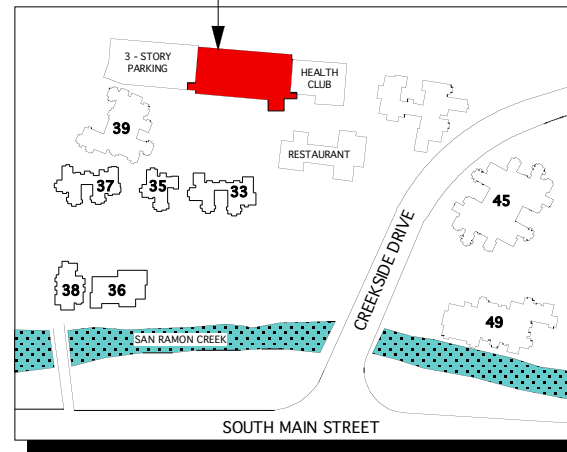 3 - STORY
PARKING
HEALTH
CLUB
39
RESTAURANT
37
35
33
45
CREEKSIDE DRIVE
38
36
49
SAN RAMON CREEK
SOUTH MAIN STREET